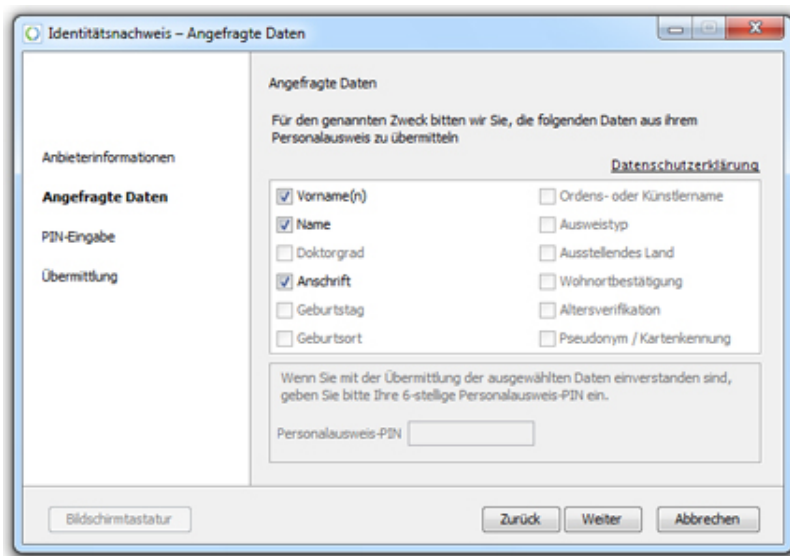 Identitätsnachweis – Angefragte Daten
Anbieterinformationen
Angefragte Daten
PIN-Eingabe
Übermittlung
Angefragte Daten
Für den genannten Zweck bitten wir Sie, die folgenden Daten aus ihrem
Personalausweis zu übermitteln
Datenschutzerklärung
Vorname(n)
Name
Doktorgrad
Anschrift
Geburtstag
Geburtsort
Ordens- oder Künstlername
Ausweistyp
Ausstellendes Land
Wohnortbestätigung
Altersverifikation
Pseudonym / Kartenkennung
Wenn Sie mit der Übermittlung der ausgewählten Daten einverstanden sind,
geben Sie bitte Ihre 6-stellige Personalausweis-PIN ein.
Personalausweis-PIN
Bildschirmtastatur
Zurück
Weiter
Abbrechen